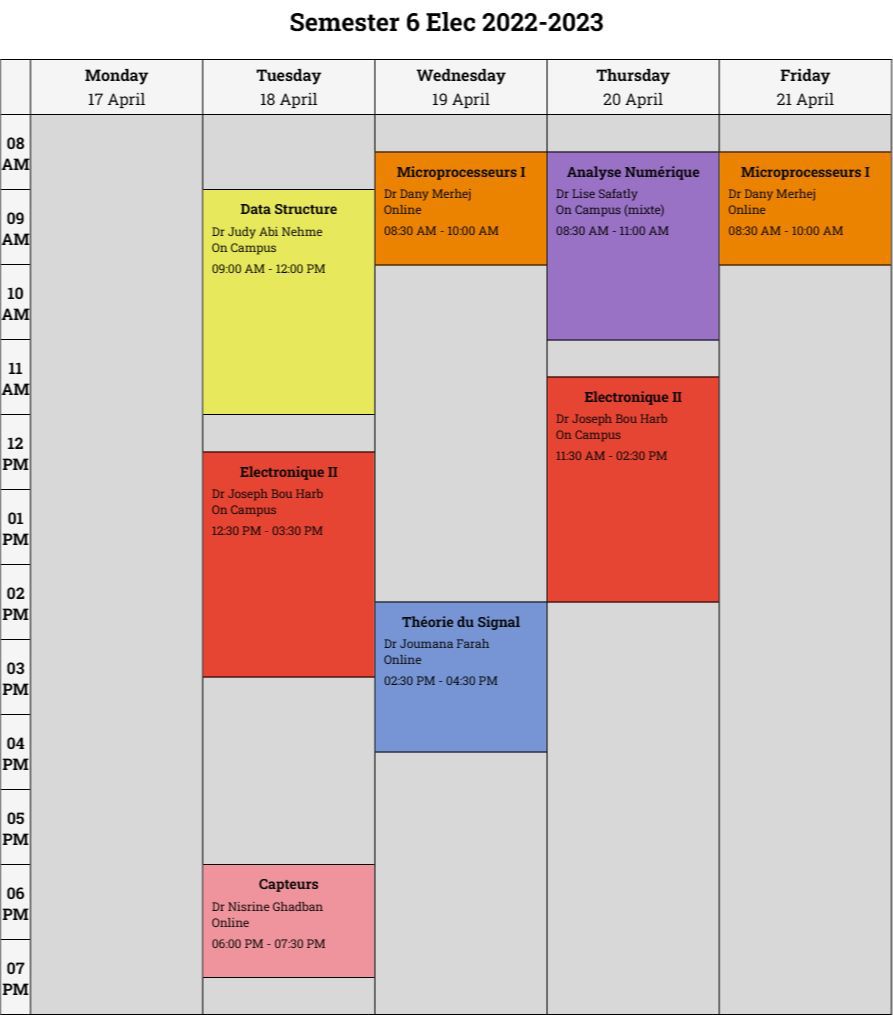 Semester 6 Elec 2022-2023
Monday
17 April
Tuesday
18 April
Wednesday
19 April
Thursday
20 April
Friday
21 April
08
AM
09
AM
10
AM
11
AM
12
PM
01
PM
02
PM
03
PM
04
PM
05
PM
06
PM
07
PM
Data Structure
Dr Judy Abi Nehme
On Campus
09:00 AM - 12:00 PM
Electronique II
Dr Joseph Bou Harb
On Campus
12:30 PM - 03:30 PM
Capteurs
Dr Nisrine Ghadban
Online
06:00 PM - 07:30 PM
Microprocesseurs I
Dr Dany Merhej
Online
08:30 AM - 10:00 AM
Théorie du Signal
Dr Joumana Farah
Online
02:30 PM - 04:30 PM
Analyse Numérique
Dr Lise Safatly
On Campus (mixte)
08:30 AM - 11:00 AM
Electronique II
Dr Joseph Bou Harb
On Campus
11:30 AM - 02:30 PM
Microprocesseurs I
Dr Dany Merhej
Online
08:30 AM - 10:00 AM